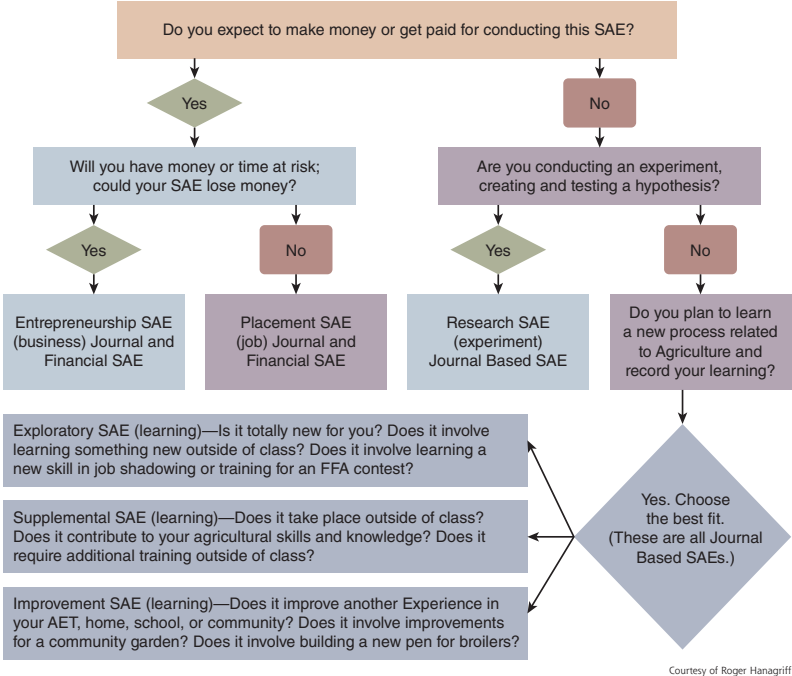 Do you expect to make money or get paid for conducting this SAE?
Yes
No
Will you have money or time at risk;
could your SAE lose money?
Are you conducting an experiment,
creating and testing a hypothesis?
Yes
No
Yes
No
Entrepreneurship SAE
(business) Journal and
Financial SAE
Placement SAE
(job) Journal and
Financial SAE
Research SAE
(experiment)
Journal Based SAE
Do you plan to learn
a new process related
to Agriculture and
record your learning?
Exploratory SAE (learning)—Is it totally new for you? Does it involve
learning something new outside of class? Does it involve learning a
new skill in job shadowing or training for an FFA contest?
Supplemental SAE (learning)—Does it take place outside of class?
Does it contribute to your agricultural skills and knowledge? Does it
require additional training outside of class?
Improvement SAE (learning)—Does it improve another Experience in
your AET, home, school, or community? Does it involve improvements
for a community garden? Does it involve building a new pen for broilers?
Yes. Choose
the best fit.
(These are all Journal
Based SAEs.)
Courtesy of Roger Hanagriff